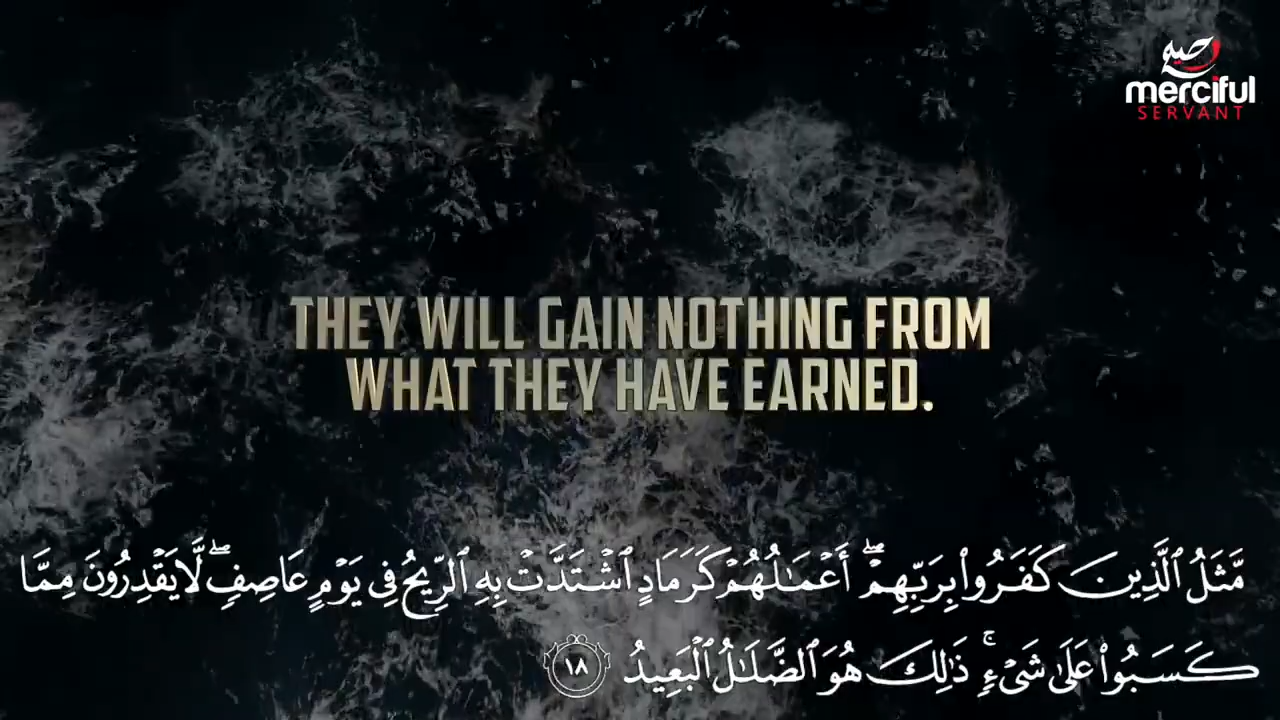 رحيم
merciful
SERVANT
THEY WILL GAIN NOTHING FROM
WHAT THEY HAVE EARNED.
مَّثَلُ ٱلَّذِينَ كَفَرُوا۟ بِرَبِّهِمْ ۖ أَعْمَـٰلُهُمْ كَرَمَادٍ ٱشْتَدَّتْ بِهِ ٱلرِّيحُ فِى يَوْمٍ عَاصِفٍ ۖ لَّا يَقْدِرُونَ مِمَّا
كَسَبُوا۟ عَلَىٰ شَىْءٍ ۚ ذَٰلِكَ هُوَ ٱلضَّلَـٰلُ ٱلْبَعِيدُ ١٨